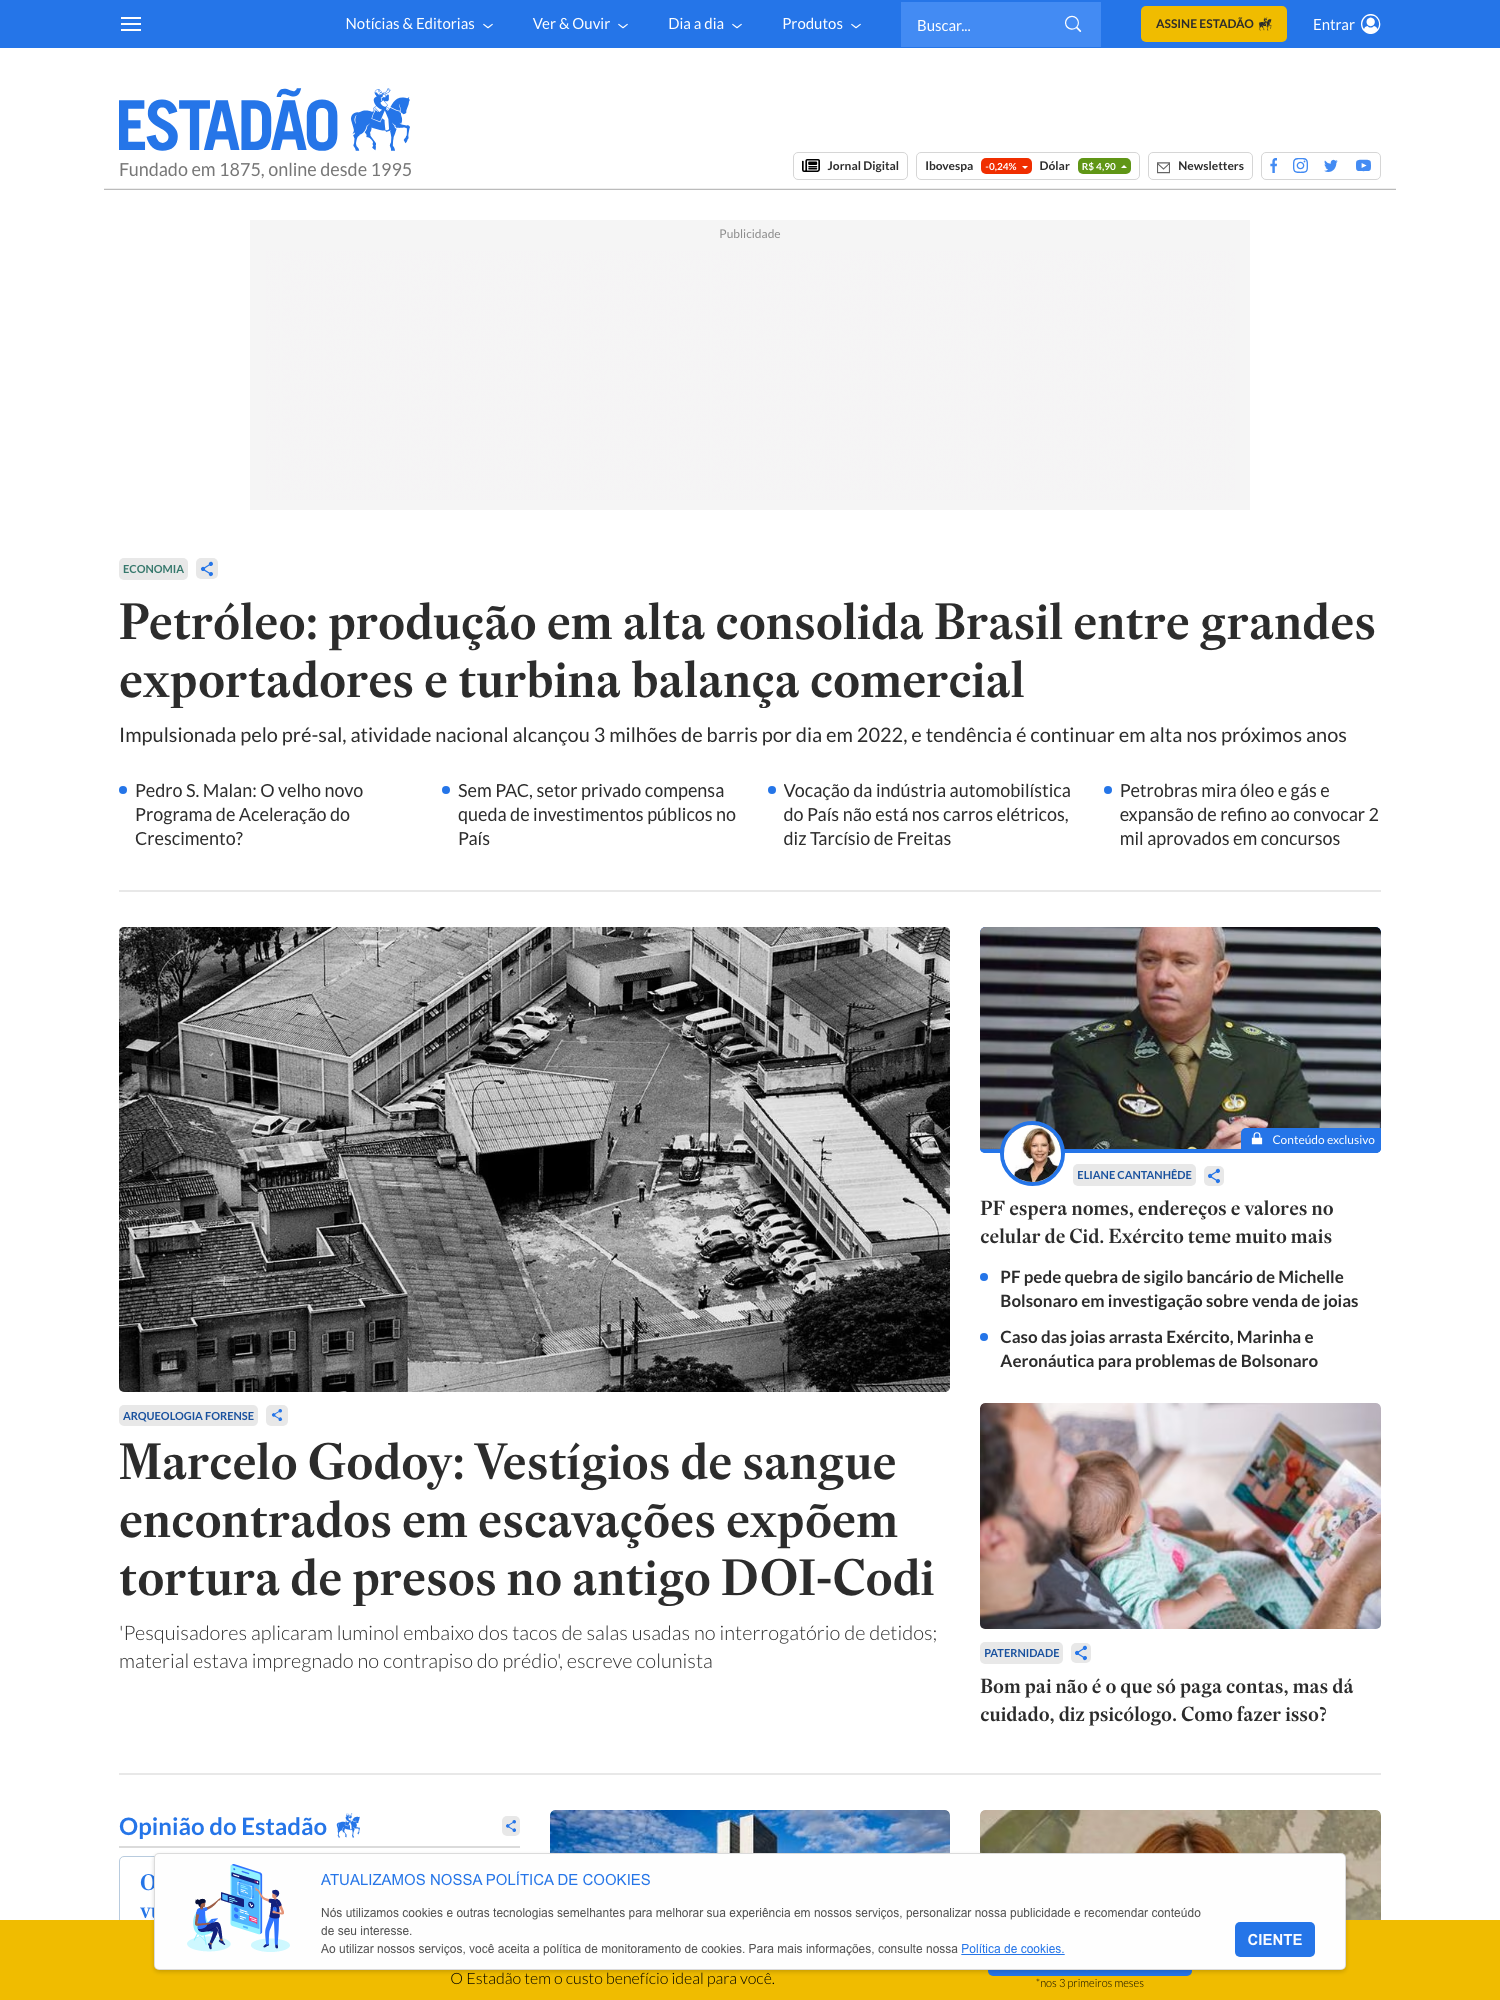 Notícias & Editorias
Ver & Ouvir
Dia a dia
Produtos
Buscar...
ASSINE ESTADÃO
Entrar
ESTADÃO
Fundado em 1875, online desde 1995
Jornal Digital
Ibovespa -0,24% Dólar R$ 4,90
Newsletters
Publicidade
ECONOMIA
Petróleo: produção em alta consolida Brasil entre grandes
exportadores e turbina balança comercial
Impulsionada pelo pré-sal, atividade nacional alcançou 3 milhões de barris por dia em 2022, e tendência é continuar em alta nos próximos anos
Pedro S. Malan: O velho novo
Programa de Aceleração do
Crescimento?
Sem PAC, setor privado compensa
queda de investimentos públicos no
País
Vocação da indústria automobilística
do País não está nos carros elétricos,
diz Tarcísio de Freitas
Petrobras mira óleo e gás e
expansão de refino ao convocar 2
mil aprovados em concursos
ARQUEOLOGIA FORENSE
Marcelo Godoy: Vestígios de sangue
encontrados em escavações expõem
tortura de presos no antigo DOI-Codi
'Pesquisadores aplicaram luminol embaixo dos tacos de salas usadas no interrogatório de detidos;
material estava impregnado no contrapiso do prédio', escreve colunista
Conteúdo exclusivo
ELIANE CANTANHÊDE
PF espera nomes, endereços e valores no
celular de Cid. Exército teme muito mais
PF pede quebra de sigilo bancário de Michelle
Bolsonaro em investigação sobre venda de joias
Caso das joias arrasta Exército, Marinha e
Aeronáutica para problemas de Bolsonaro
PATERNIDADE
Bom pai não é o que só paga contas, mas dá
cuidado, diz psicólogo. Como fazer isso?
Opinião do Estadão
O
ATUALIZAMOS NOSSA POLÍTICA DE COOKIES
Nós utilizamos cookies e outras tecnologias semelhantes para melhorar sua experiência em nossos serviços, personalizar nossa publicidade e recomendar conteúdo
de seu interesse.
Ao utilizar nossos serviços, você aceita a política de monitoramento de cookies. Para mais informações, consulte nossa Política de cookies.
CIENTE
O Estadão tem o custo benefício ideal para você.
*nos 3 primeiros meses